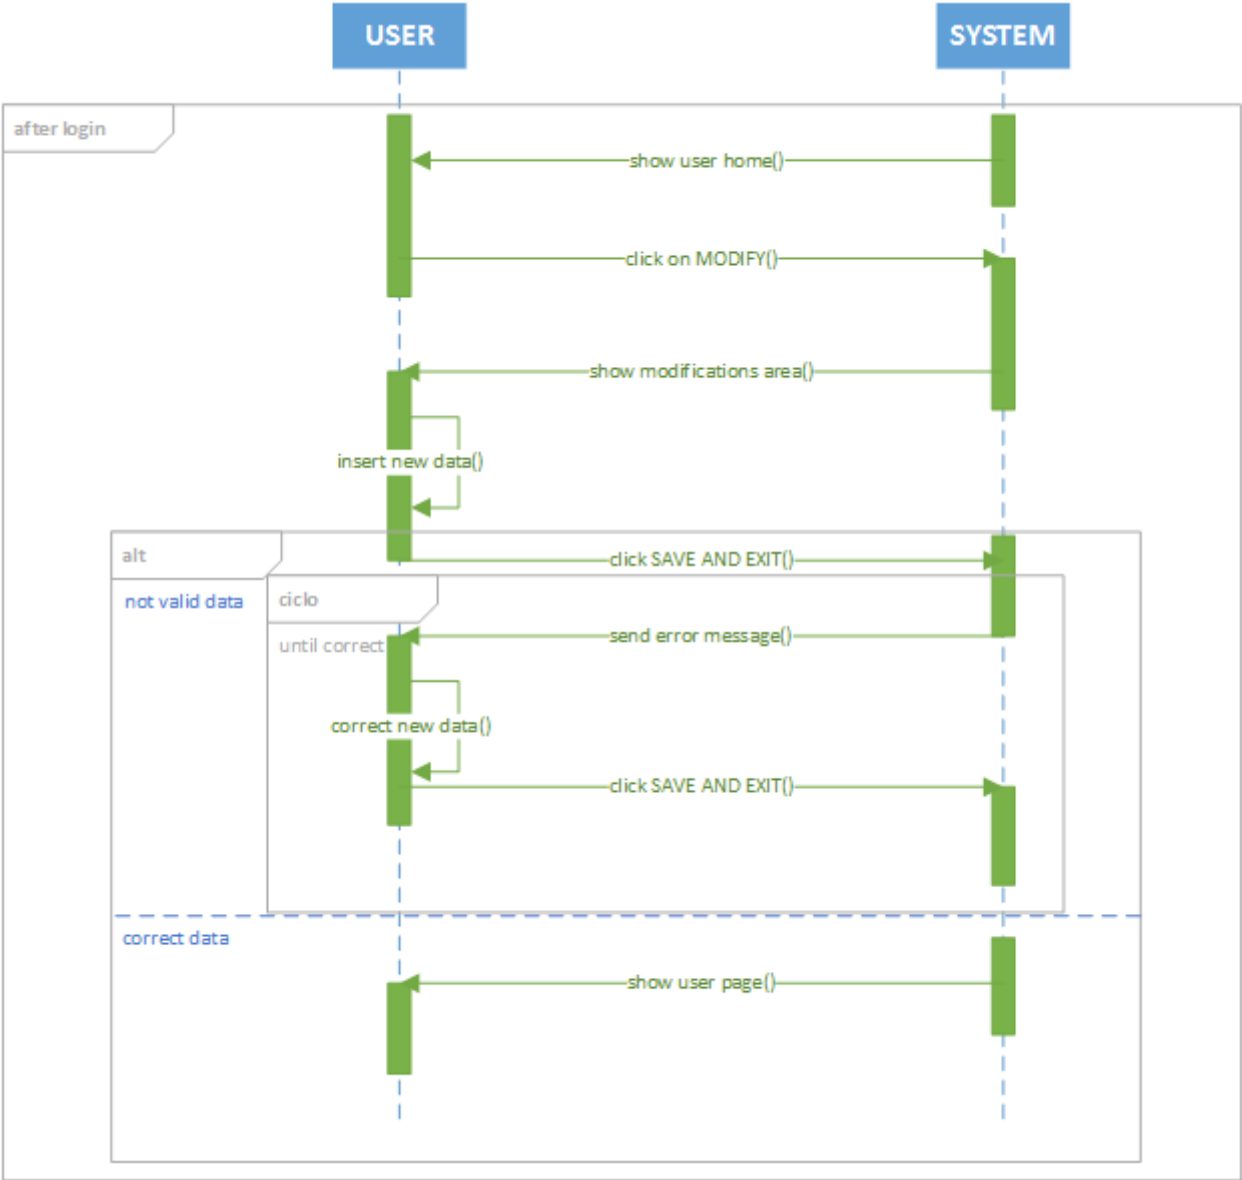 USER
SYSTEM
after login
show user home()
click on MODIFY()
show modifications area()
insert new data()
alt
click SAVE AND EXIT()
not valid data
ciclo
send error message()
until correct
correct new data()
click SAVE AND EXIT()
correct data
show user page()